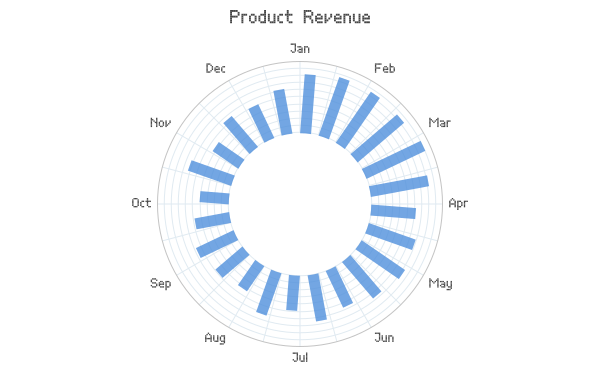 Product Revenue
Jan
Feb
Mar
Apr
May
Jun
Jul
Aug
Sep
Oct
Nov
Dec